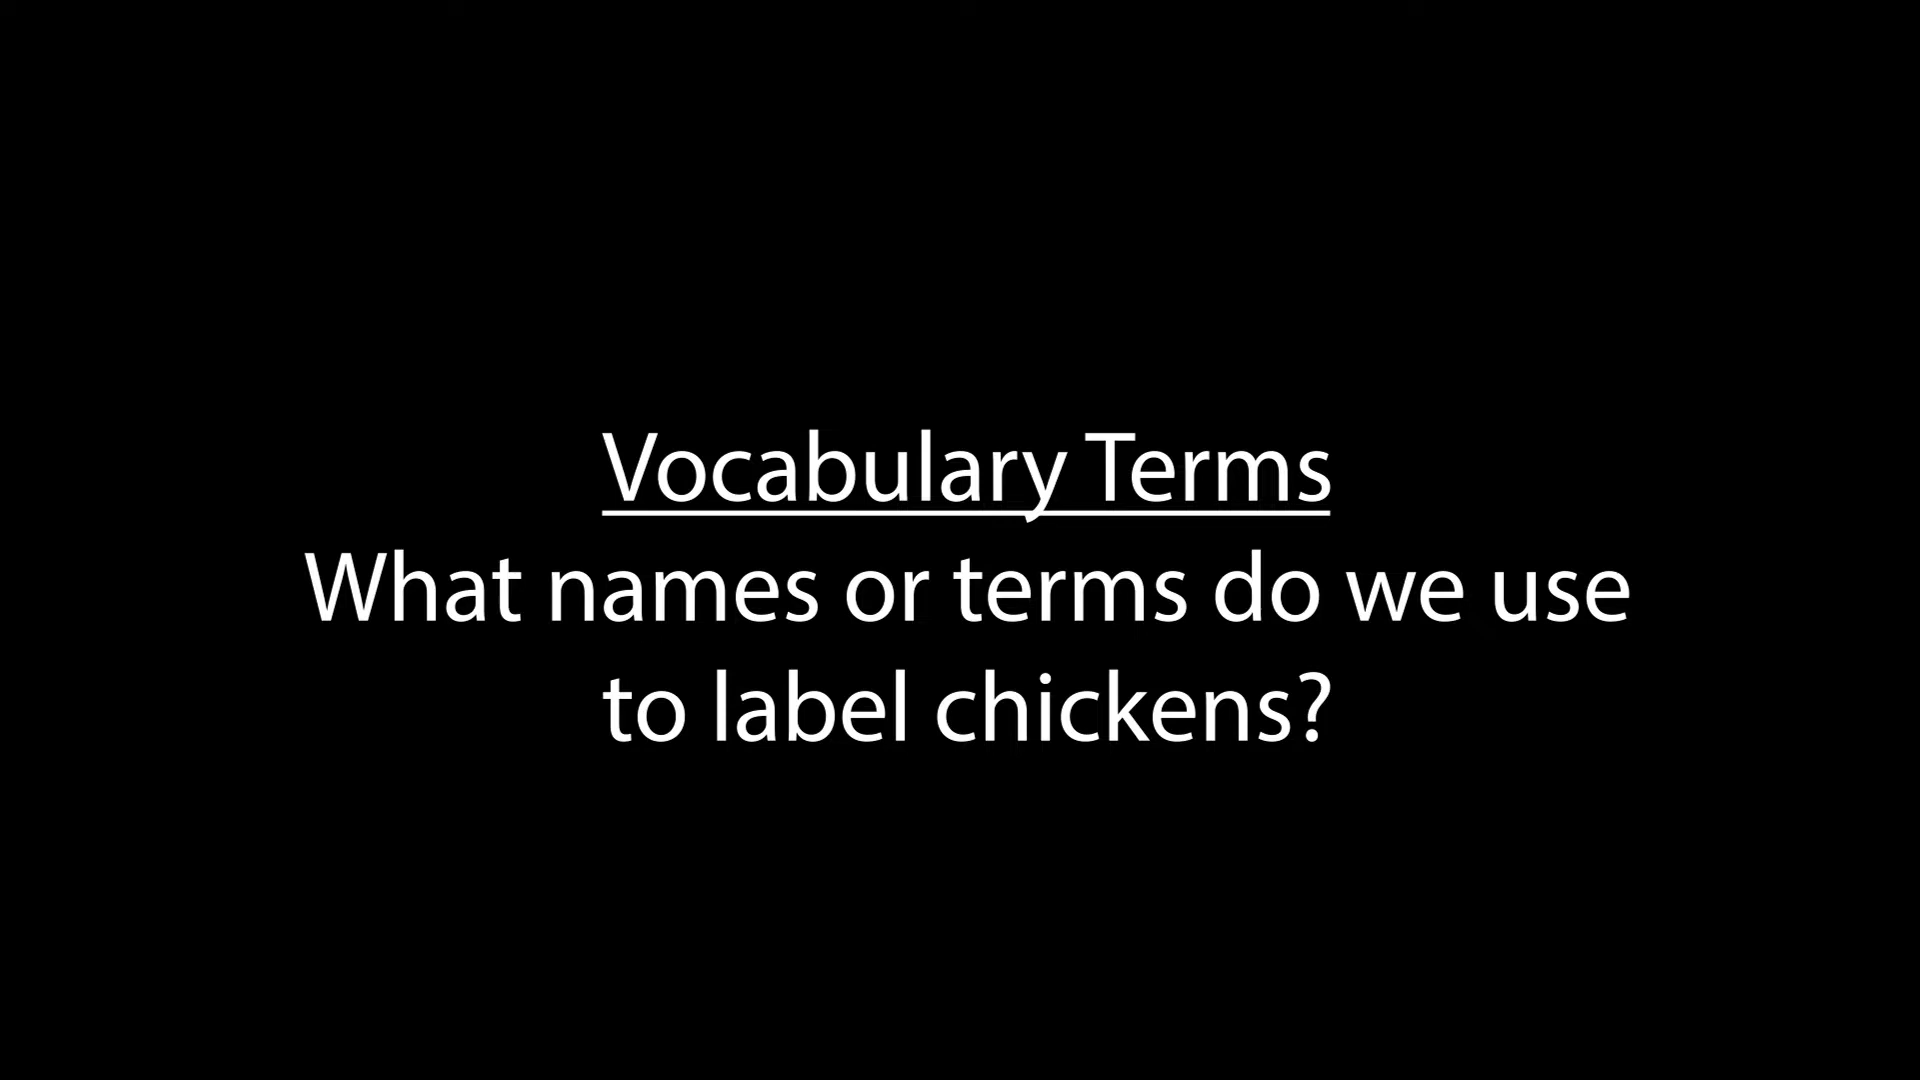 Vocabulary Terms
What names or terms do we use
to label chickens?